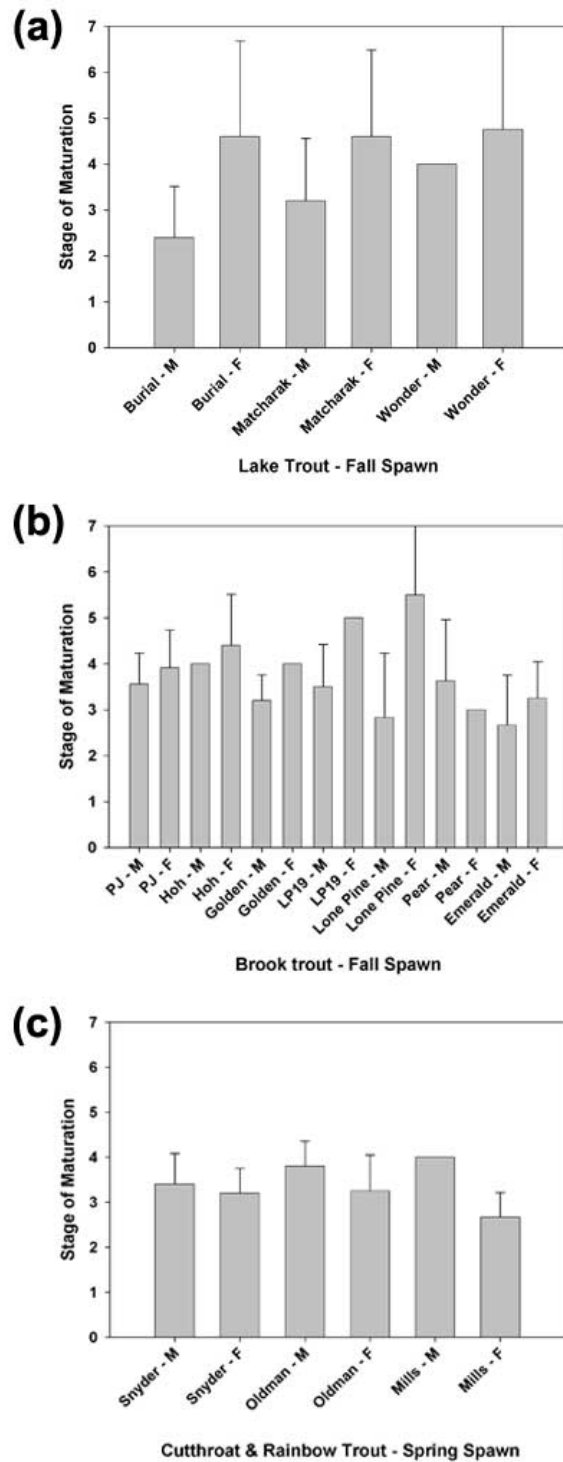 (a)
7
6
5
4
3
2
1
0
Stage of Maturation
Burial - M
Burial - F
Matcharak - M
Matcharak - F
Wonder - M
Wonder - F
Lake Trout - Fall Spawn
(b)
7
6
5
4
3
2
1
0
Stage of Maturation
PJ - M
PJ - F
Hoh - M
Hoh - F
Golden - M
Golden - F
LP19 - M
LP19 - F
Lone Pine - M
Lone Pine - F
Pear - M
Pear - F
Emerald - M
Emerald - F
Brook trout - Fall Spawn
(c)
7
6
5
4
3
2
1
0
Stage of Maturation
Snyder - M
Snyder - F
Oldman - M
Oldman - F
Mills - M
Mills - F
Cutthroat & Rainbow Trout - Spring Spawn